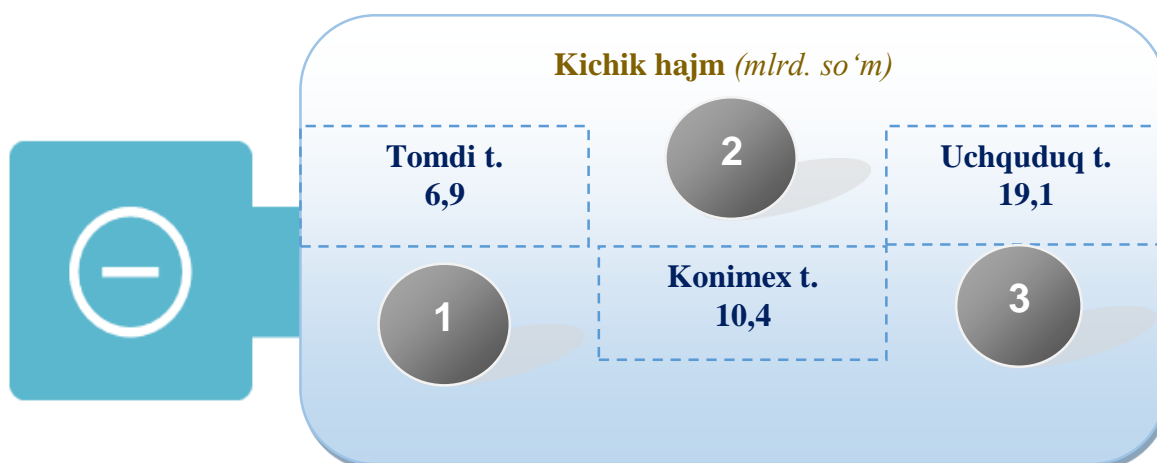 Kichik hajm (mlrd. so‘m)
Tomdi t.
6,9
1
2
Konimex t.
10,4
Uchquduq t.
19,1
3